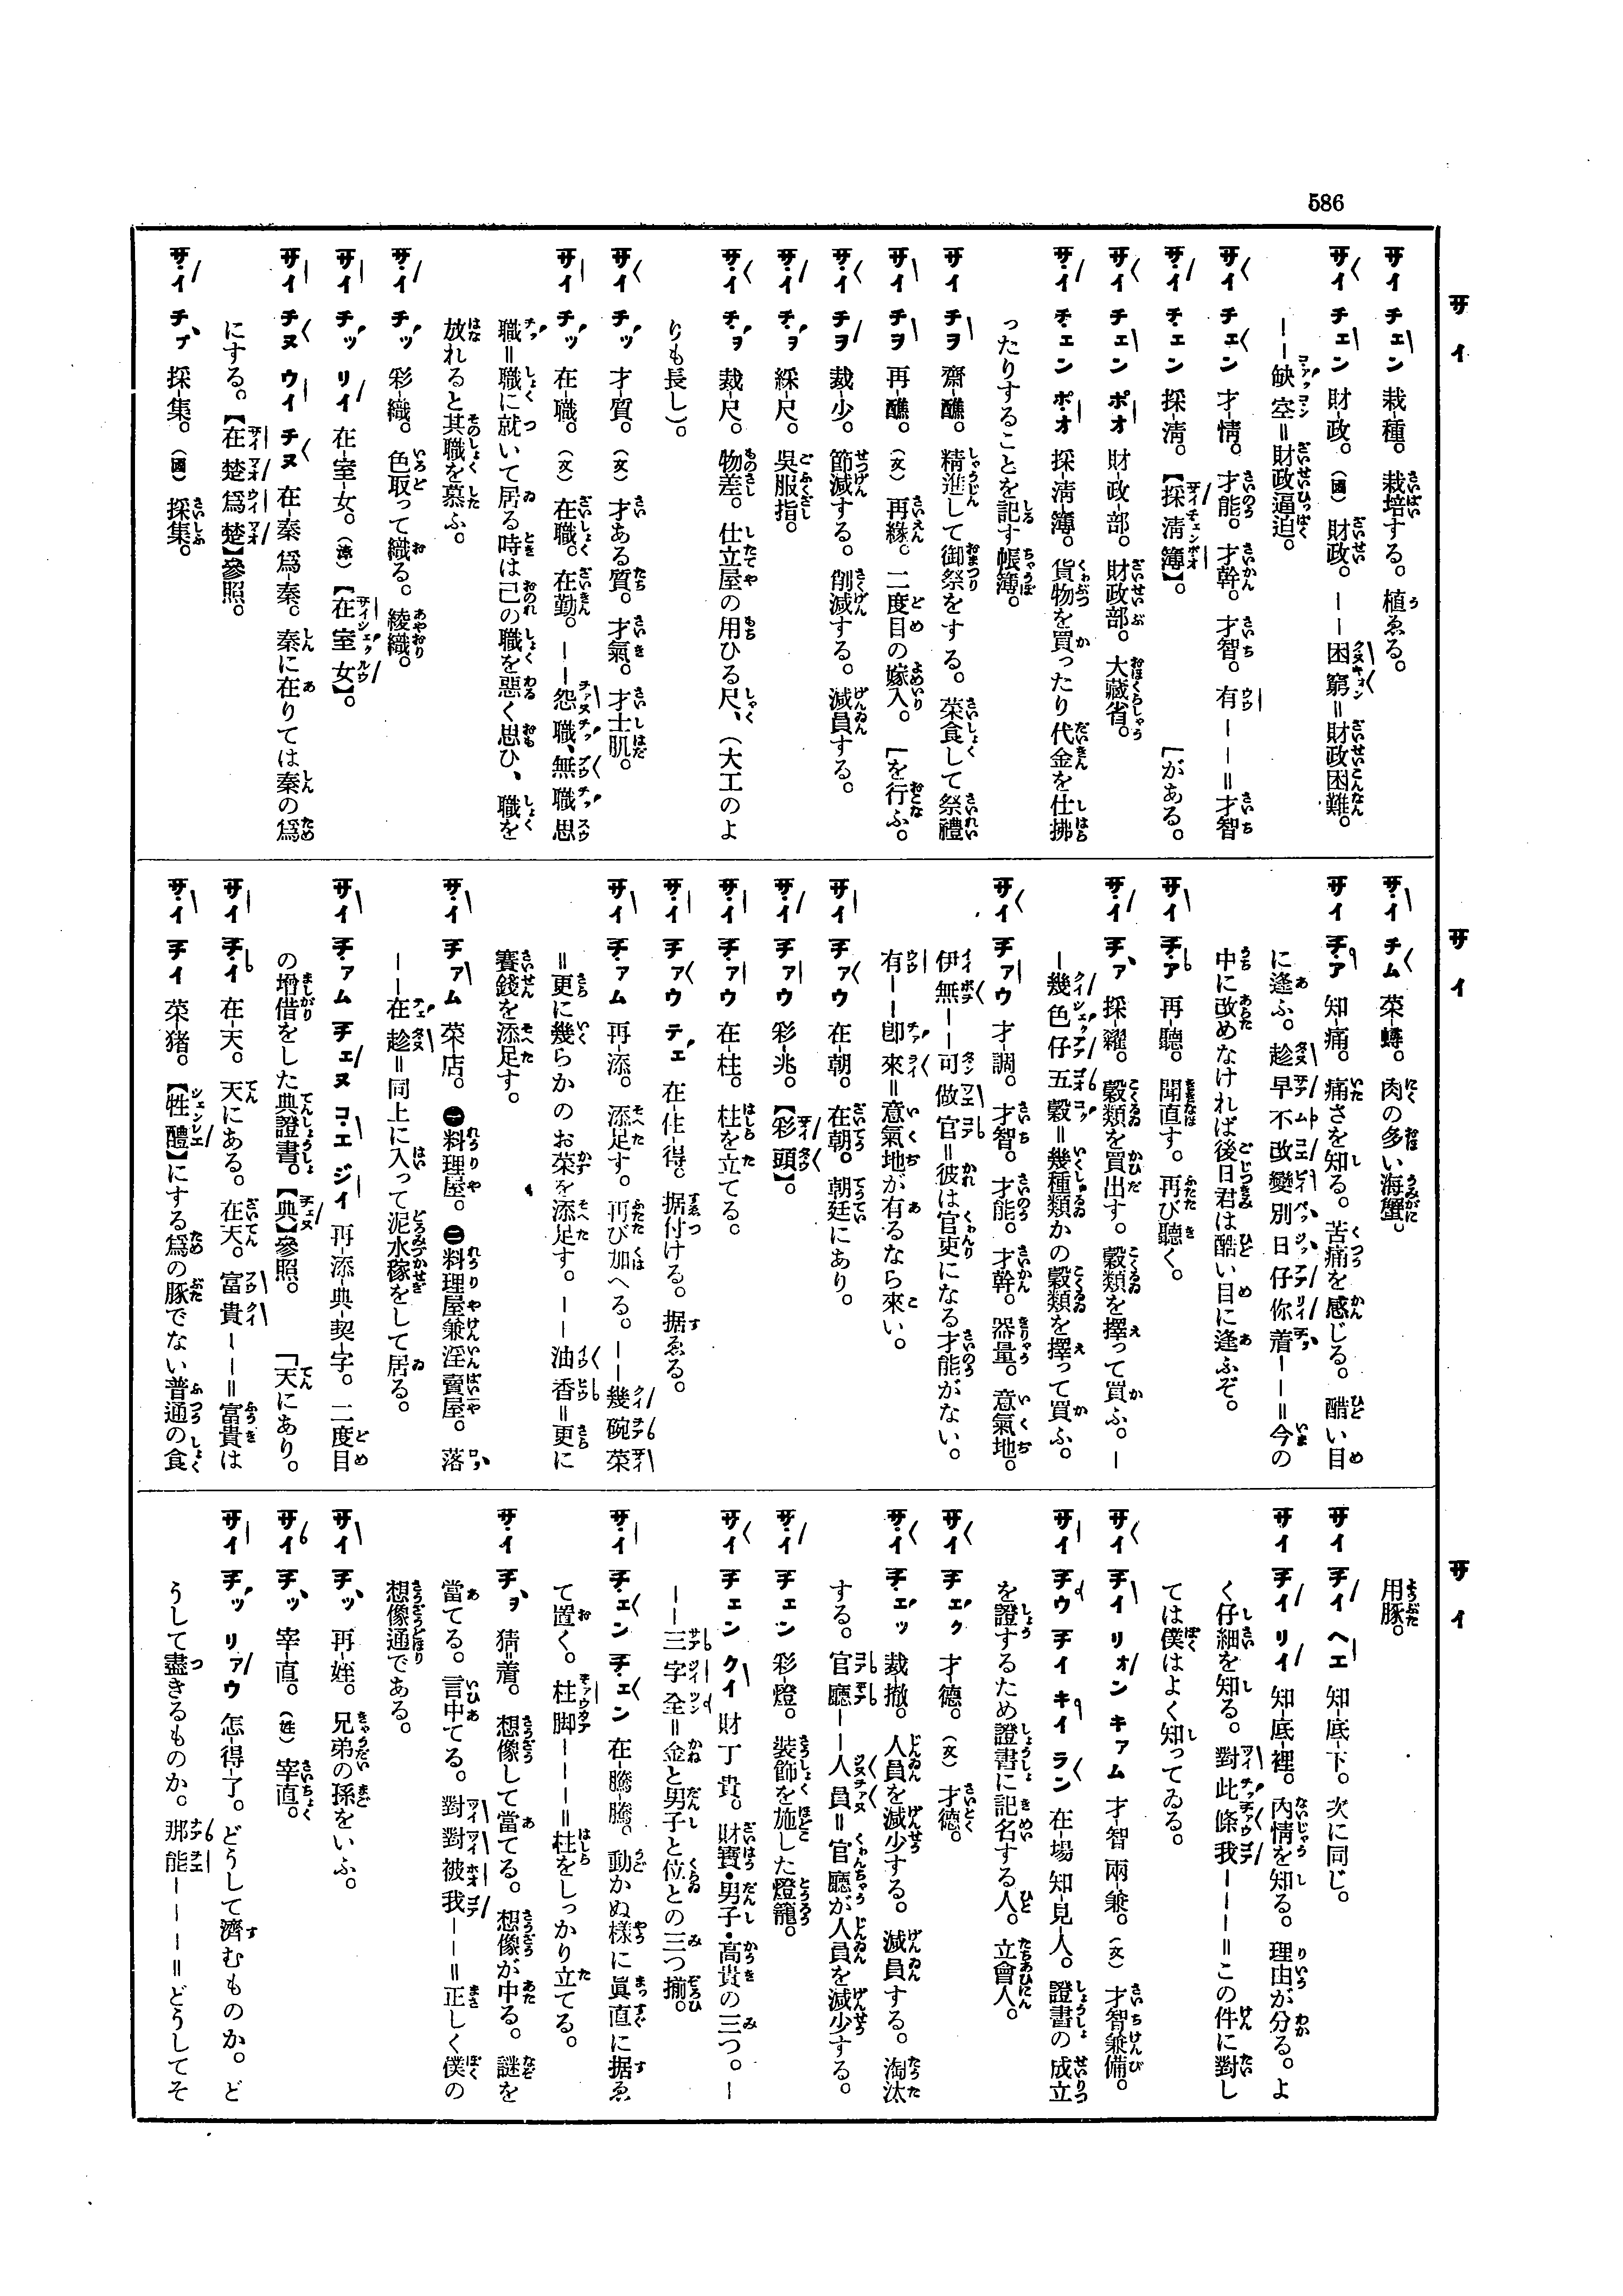 586
サイ
サイ チェン 栽-種。栽培する。植ゑる。
サイ チェン 財-政。(國)財政。——困窮＝財政困難。
——缺空＝財政逼迫。
サイ チェン 才-情。才能。才幹。才智。有——＝才智
サイ チェン 採-淸。【採淸簿】。　　[がある。
サイ チェン ポオ 財-政-部。財政部。大藏省。
サイ チェン ポオ 採-淸-簿。貨物を買ったり代金を仕拂
ったりすることを記す帳簿。
サイ チヲ 齋-醮。精進して御祭をする。菜食して祭禮
サイ チヲ 再-醮。(文)再緣。二度目の嫁入。　[を行ふ。
サイ チヲ 裁-少。節減する。削減する。減員する。
サイ チヲ 綵-尺。吳服指。
サイ チヲ 裁-尺。物差。仕立屋の用ひる尺、(大工のよ
りも長し)。
サイ チッ 才-質。(文)才ある質。才氣。才士肌。
サイ チッ 在-職。(文)在職。在勤。——怨職、無職思
職＝職に就いて居る時は己の職を惡く思ひ、職を
放れると其職を慕ふ。
サイ チッ 彩-織。色取って織る。綾織。
サイ チッ リイ 在-室-女。【在室女】。
サイ チヌ ウイ チヌ 在-秦 爲-秦。秦に在りては秦の爲
にする。【在楚爲楚】參照。
サイ チプ 採-集。(國)採集。
サイ
サイ チム 菜-蟳。肉の多い海蟹。
サイ チァ 知-痛。痛さを知る。苦痛を感じる。酷い目
に逢ふ。趁早不改變別日仔你着——＝今の
中に改めなければ後日君は酷い目に逢ふぞ。
サイ チァ 再-聽。聞直す。再び聽く。
サイ チァ 採-糴。穀類を買出す。穀類を擇って買ふ。—
—幾色仔五穀＝幾種類かの穀類を擇って買ふ。
サイ チァウ 才-調。才智。才能。才幹。器量。意氣地。
伊無——可做官＝彼は官吏になる才能がない。
有——卽來＝意氣地が有るなら來い。
サイ チァウ 在-朝。在朝。朝廷にあり。
サイ チァウ 彩-兆。【彩頭】。
サイ チァウ 在-柱。柱を立てる。
サイ チァウ テェ 在-住-得。据付ける。据ゑる。
サイ チァム 再-添。添足す。再び加へる。——幾碗菜
＝更に幾らかのお菜を添足す。——油香＝更に
賽錢を添足す。
サイ チァム 菜-店。㊀料理屋。㊁料理屋兼淫賣屋。落
——在趁＝同上に入って泥水稼をして居る。
サイ チァム チェヌ コエ ジイ 再-添-典-契-字。二度目
の增借をした典證書。【典】參照。　[天にあり。
サイ チイ 在-天。天にある。在天。富貴——＝富貴は
サイ チイ 菜-猪。【牲醴】にする爲の豚でない普通の食
サイ
用豚。
サイ チイ ヘエ 知-底-下。次に同じ。
サイ チイ リイ 知-底-裡。內情を知る。理由が分る。よ
く仔細を知る。對此條我———＝この件に對し
ては僕はよく知ってゐる。
サイ チイ リォン キァム 才-智 兩-兼。(文)才智兼備。
サイ チウ チイ キイ ラン 在-場 知-見-人。證書の成立
を證するため證書に記名する人。立會人。
サイ チェク 才-德。(文)才德。
サイ チェッ 裁-撤。人員を減少する。減員する。淘汰
する。官廳——人員＝官廳が人員を減少する。
サイ チェン 彩-燈。裝飾を施した燈籠。
サイ チェン クイ 財 丁 貴。財寶・男子・高貴の三つ。—
——三字全＝金と男子と位との三つ揃。
サイ チェン チェン 在-騰-騰。動かぬ樣に眞直に据ゑ
て置く。柱脚———＝柱をしっかり立てる。
サイ チヲ 猜＝着。想像して當てる。想像が中る。謎を
當てる。言中てる。對對被我——＝正しく僕の
想像通である。
サイ チッ 再-姪。兄弟の孫をいふ。
サイ チッ 宰-直。(姓)宰直。
サイ チッ リァウ 怎-得-了。どうして濟むものか。ど
うして盡きるものか。那能———＝どうしてそ